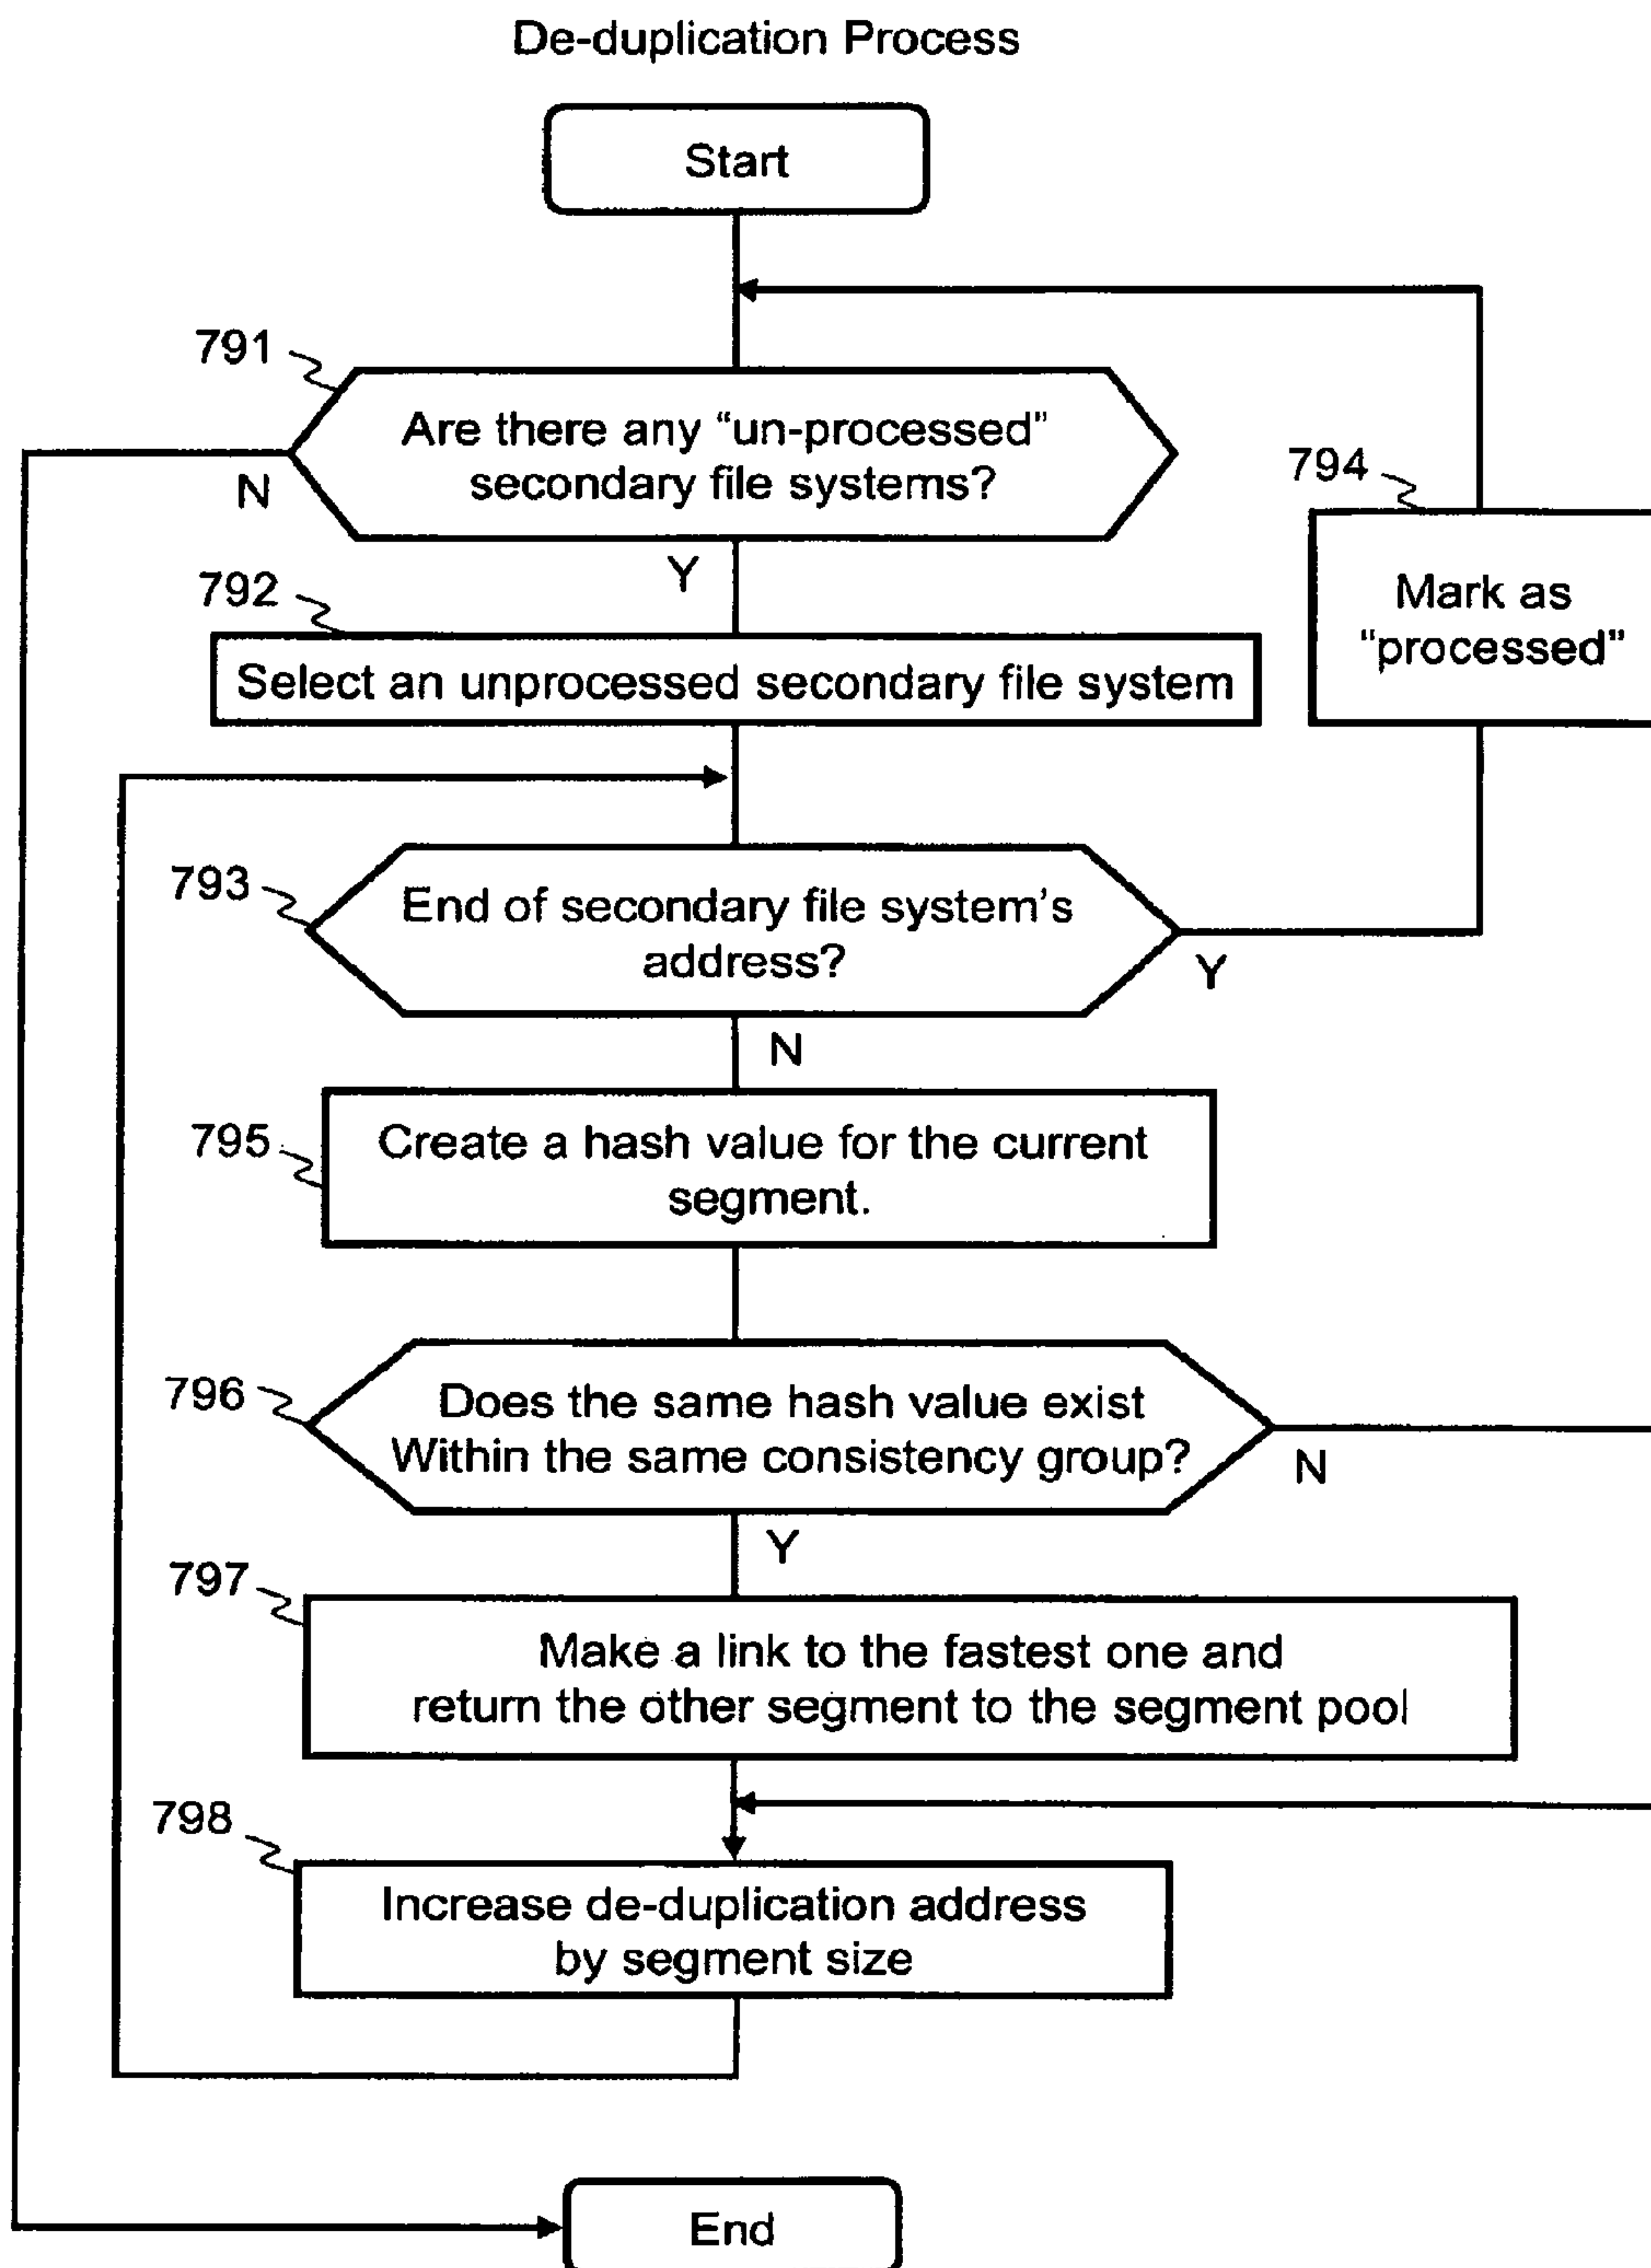 De-duplication Process
Start
791
Are there any “un-processed”
secondary file systems?
N
Y
794
Mark as
“processed”
792
Select an unprocessed secondary file system
793
End of secondary file system’s
address?
Y
N
795
Create a hash value for the current
segment.
796
Does the same hash value exist
Within the same consistency group?
N
Y
797
Make a link to the fastest one and
return the other segment to the segment pool
798
Increase de-duplication address
by segment size
End